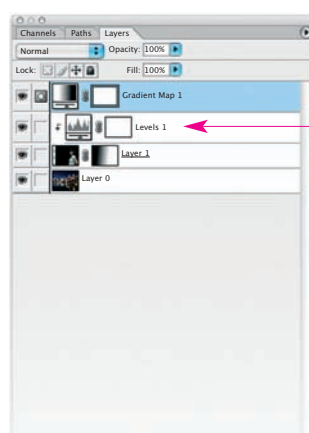 Channels Paths Layers
Normal Opacity: 100%
Lock: Fill: 100%
Gradient Map 1
Levels 1
Layer 1
Layer 0